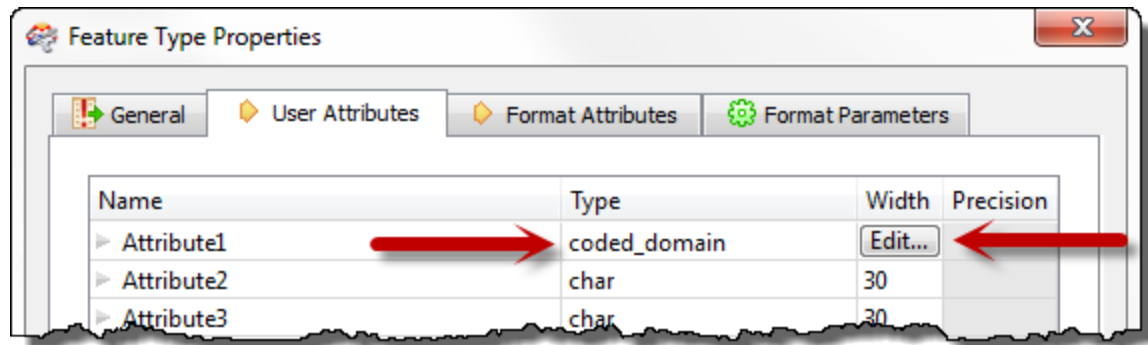 Feature Type Properties
General User Attributes Format Attributes Format Parameters
Name Type Width Precision
Attribute1 coded_domain Edit...
Attribute2 char 30
Attribute3 char 30